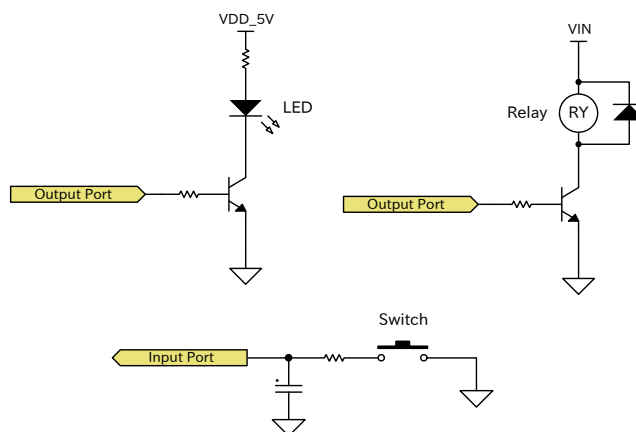 VDD_5V
LED
Output Port
VIN
Relay
RY
Output Port
Switch
Input Port